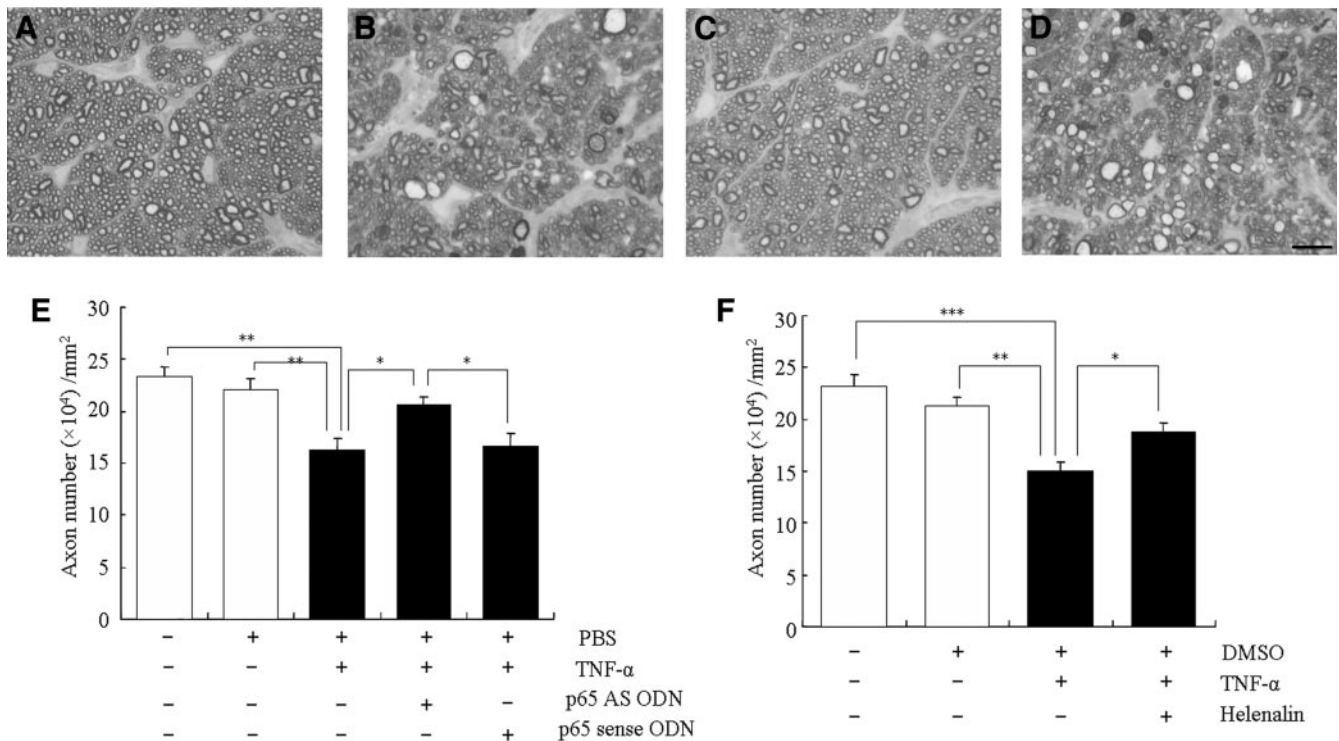 A B C D
E
30
25
20
15
10
5
0
Axon number (×10⁴) /mm²
**
** * *
− + + + + PBS
− − + + + TNF-α
− − − + − p65 AS ODN
− − − − + p65 sense ODN
F
30
25
20
15
10
5
0
Axon number (×10⁴) /mm²
***
** *
− + + + DMSO
− − + + TNF-α
− − − + Helenalin